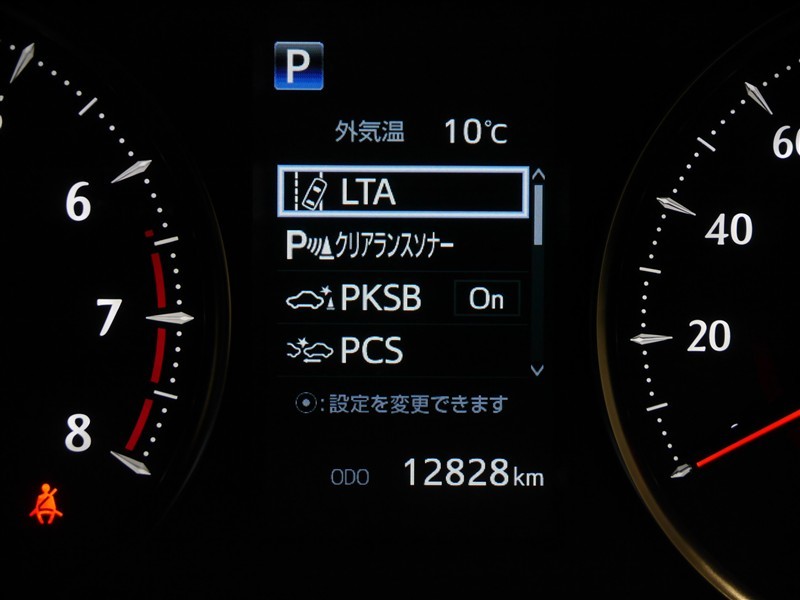 P
外気温 10℃
LTA
Pクリアランスソナー
PKSB On
PCS
:設定を変更できます
ODO 12828km
6
7
8
60
40
20